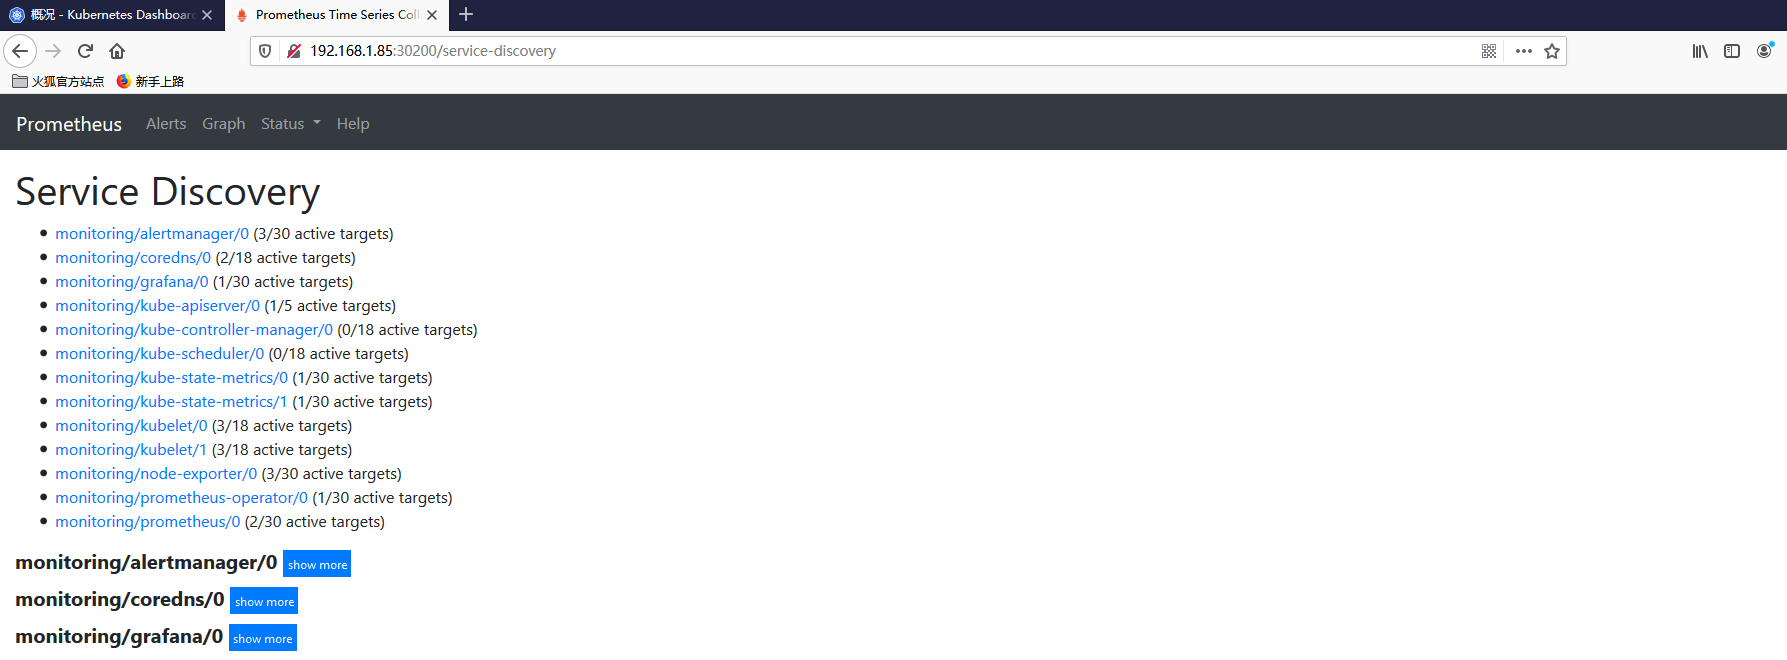 概况 - Kubernetes Dashboar
Prometheus Time Series Col
192.168.1.85:30200/service-discovery
火狐官方站点
新手上路
Prometheus Alerts Graph Status Help
Service Discovery
monitoring/alertmanager/0 (3/30 active targets)
monitoring/coredns/0 (2/18 active targets)
monitoring/grafana/0 (1/30 active targets)
monitoring/kube-apiserver/0 (1/5 active targets)
monitoring/kube-controller-manager/0 (0/18 active targets)
monitoring/kube-scheduler/0 (0/18 active targets)
monitoring/kube-state-metrics/0 (1/30 active targets)
monitoring/kube-state-metrics/1 (1/30 active targets)
monitoring/kubelet/0 (3/18 active targets)
monitoring/kubelet/1 (3/18 active targets)
monitoring/node-exporter/0 (3/30 active targets)
monitoring/prometheus-operator/0 (1/30 active targets)
monitoring/prometheus/0 (2/30 active targets)
monitoring/alertmanager/0 show more
monitoring/coredns/0 show more
monitoring/grafana/0 show more